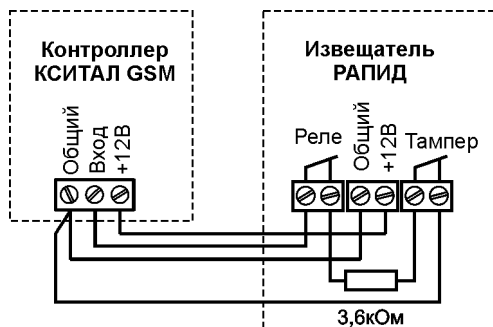 Контроллер
КСИТАЛ GSM
Извещатель
РАПИД
Общий
Вход
+12В
Реле
Общий
+12В
Тампер
3,6кОм